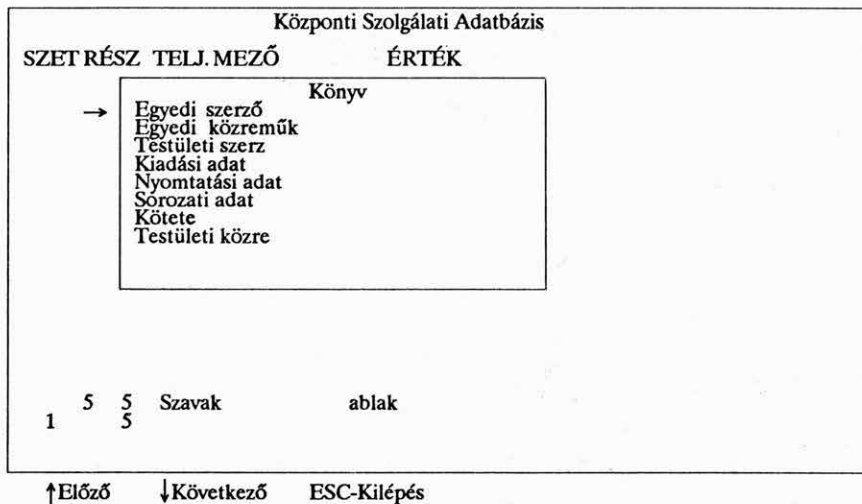 Központi Szolgálati Adatbázis
SZET RÉSZ TELJ. MEZŐ ÉRTÉK
Könyv
→ Egyedi szerző
Egyedi közreműk
Testületi szerz
Kiadási adat
Nyomtatási adat
Sorozati adat
Kötete
Testületi közre
5 5 Szavak ablak
1 5
↑Előző ↓Következő ESC-Kilépés